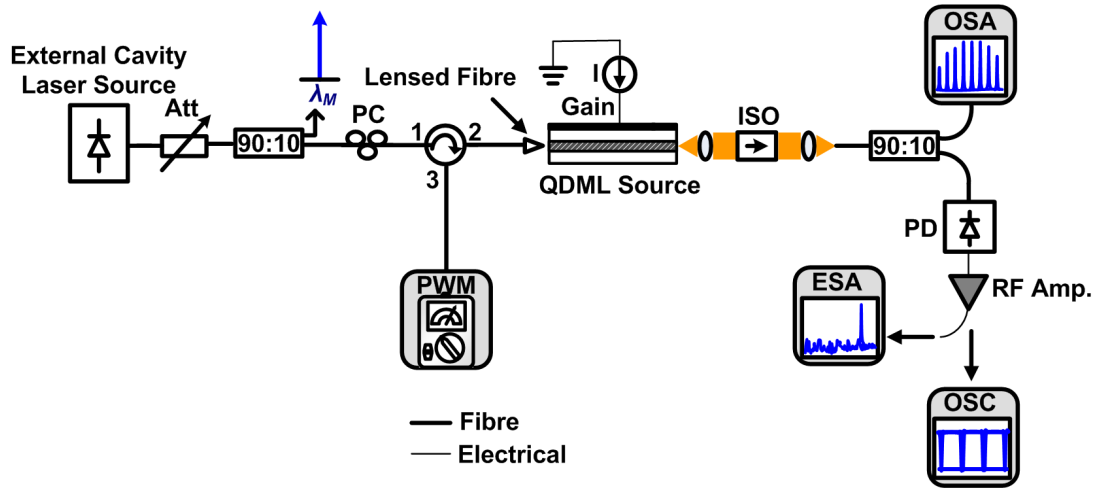 External Cavity
Laser Source
Att
90:10
λM
PC
1
2
3
PWM
Lensed Fibre
I
Gain
QDML Source
ISO
90:10
OSA
PD
RF Amp.
ESA
OSC
Fibre
Electrical